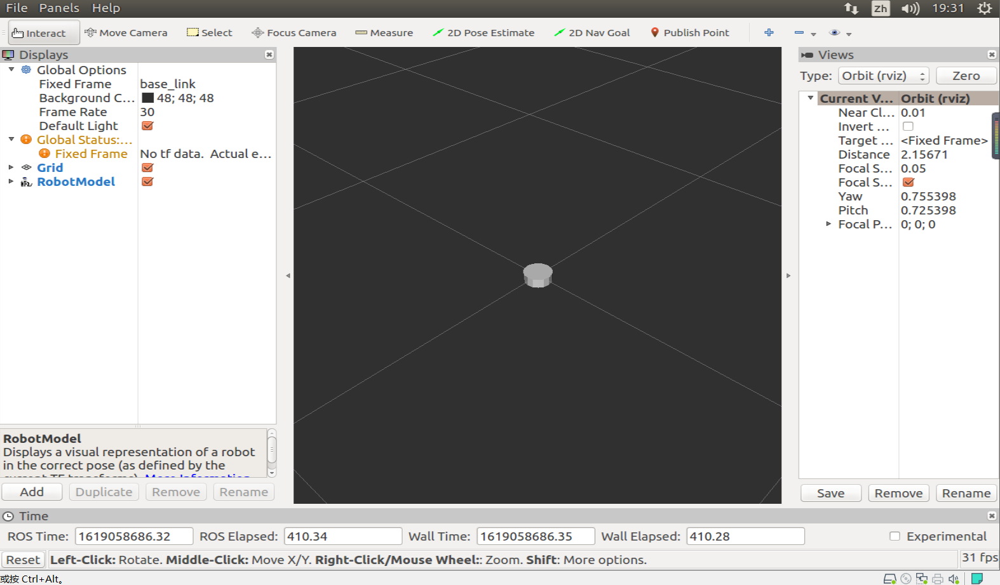 File Panels Help
Zh 19:31
Interact Move Camera Select Focus Camera Measure 2D Pose Estimate 2D Nav Goal Publish Point
Displays
Global Options
Fixed Frame base_link
Background C... 48; 48; 48
Frame Rate 30
Default Light
Global Status:...
Fixed Frame No tf data.  Actual e...
Grid
RobotModel
RobotModel
Displays a visual representation of a robot
in the correct pose (as defined by the
current TF transforms). More Information.
Add Duplicate Remove Rename
Views
Type: Orbit (rviz) Zero
Current V... Orbit (rviz)
Near Cl... 0.01
Invert ...
Target ... <Fixed Frame>
Distance 2.15671
Focal S... 0.05
Focal S...
Yaw 0.755398
Pitch 0.725398
Focal P... 0; 0; 0
Save Remove Rename
Time
ROS Time: 1619058686.32 ROS Elapsed: 410.34 Wall Time: 1619058686.35 Wall Elapsed: 410.28 Experimental
Reset Left-Click: Rotate. Middle-Click: Move X/Y. Right-Click/Mouse Wheel:: Zoom. Shift: More options. 31 fps
或按 Ctrl+Alt。